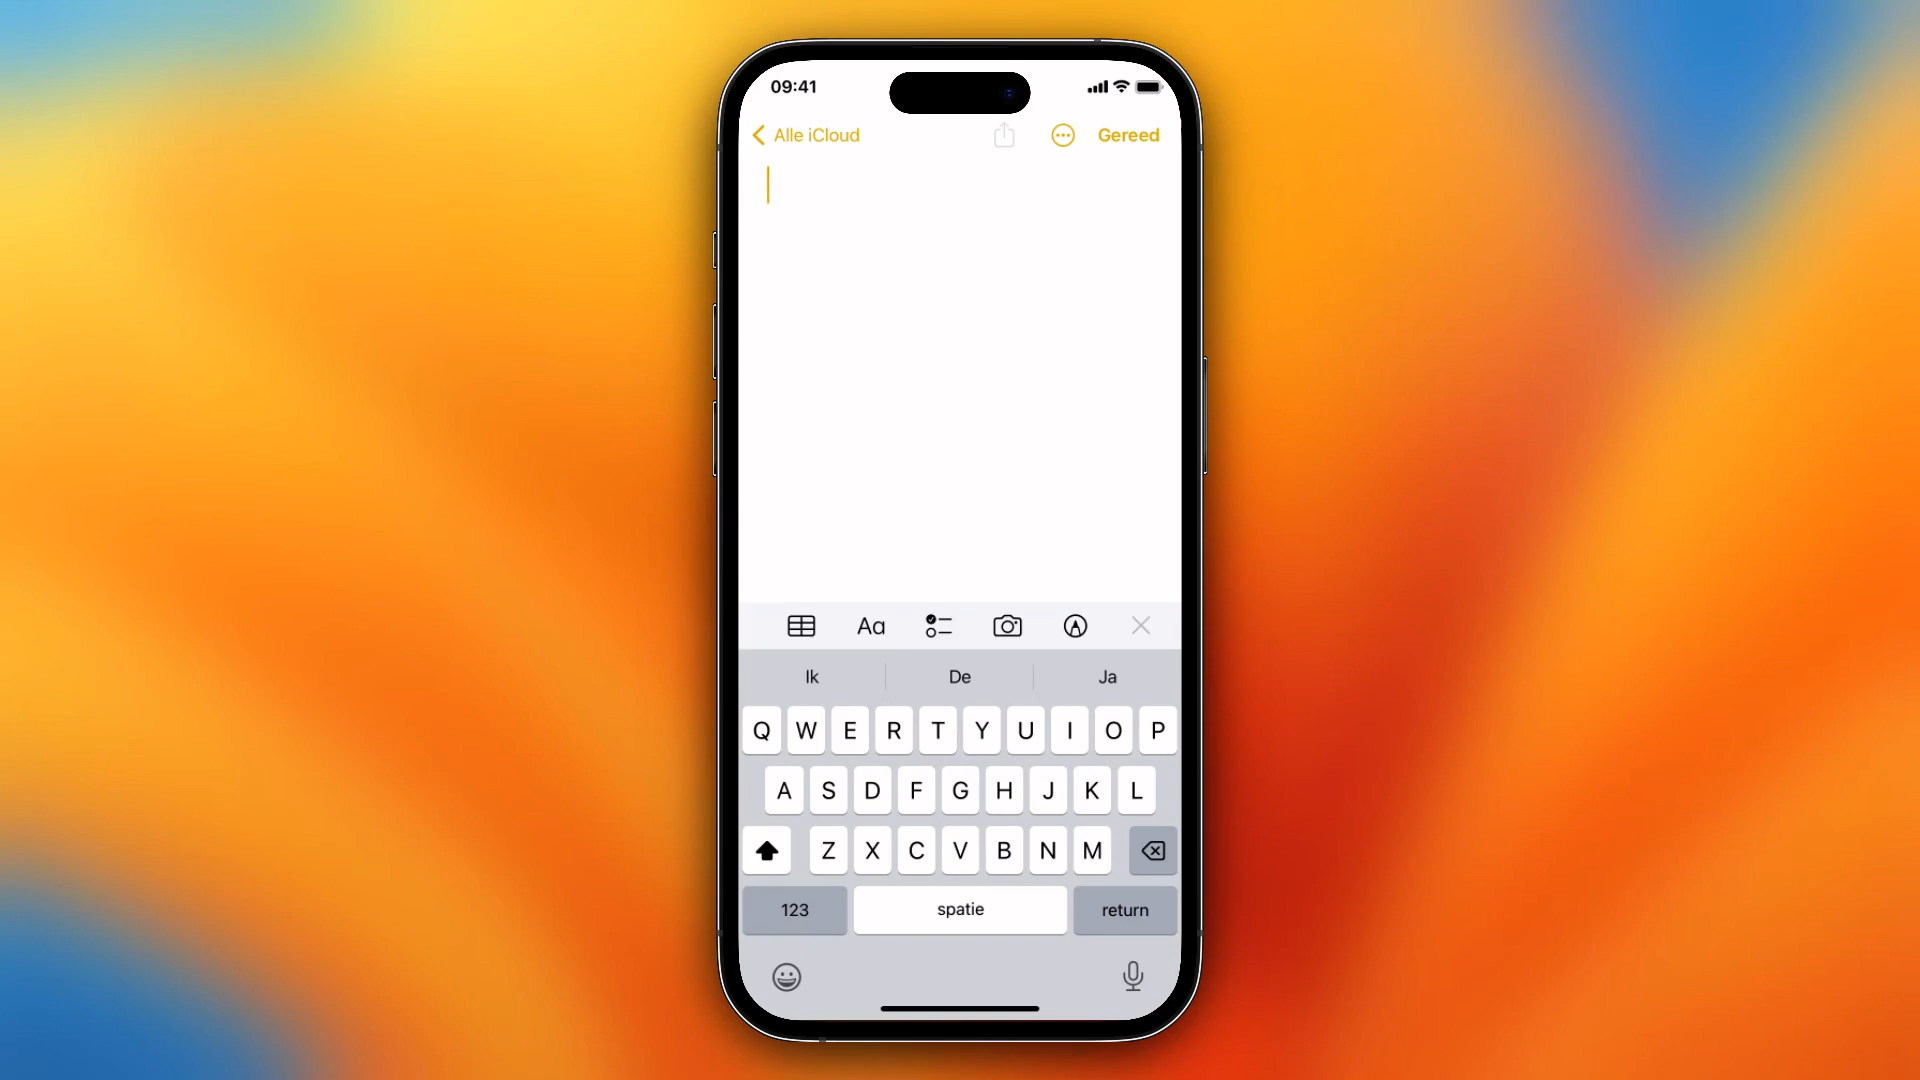 09:41
Alle iCloud Gereed
Aa
Ik De Ja
Q W E R T Y U I O P
A S D F G H J K L
Z X C V B N M
123 spatie return